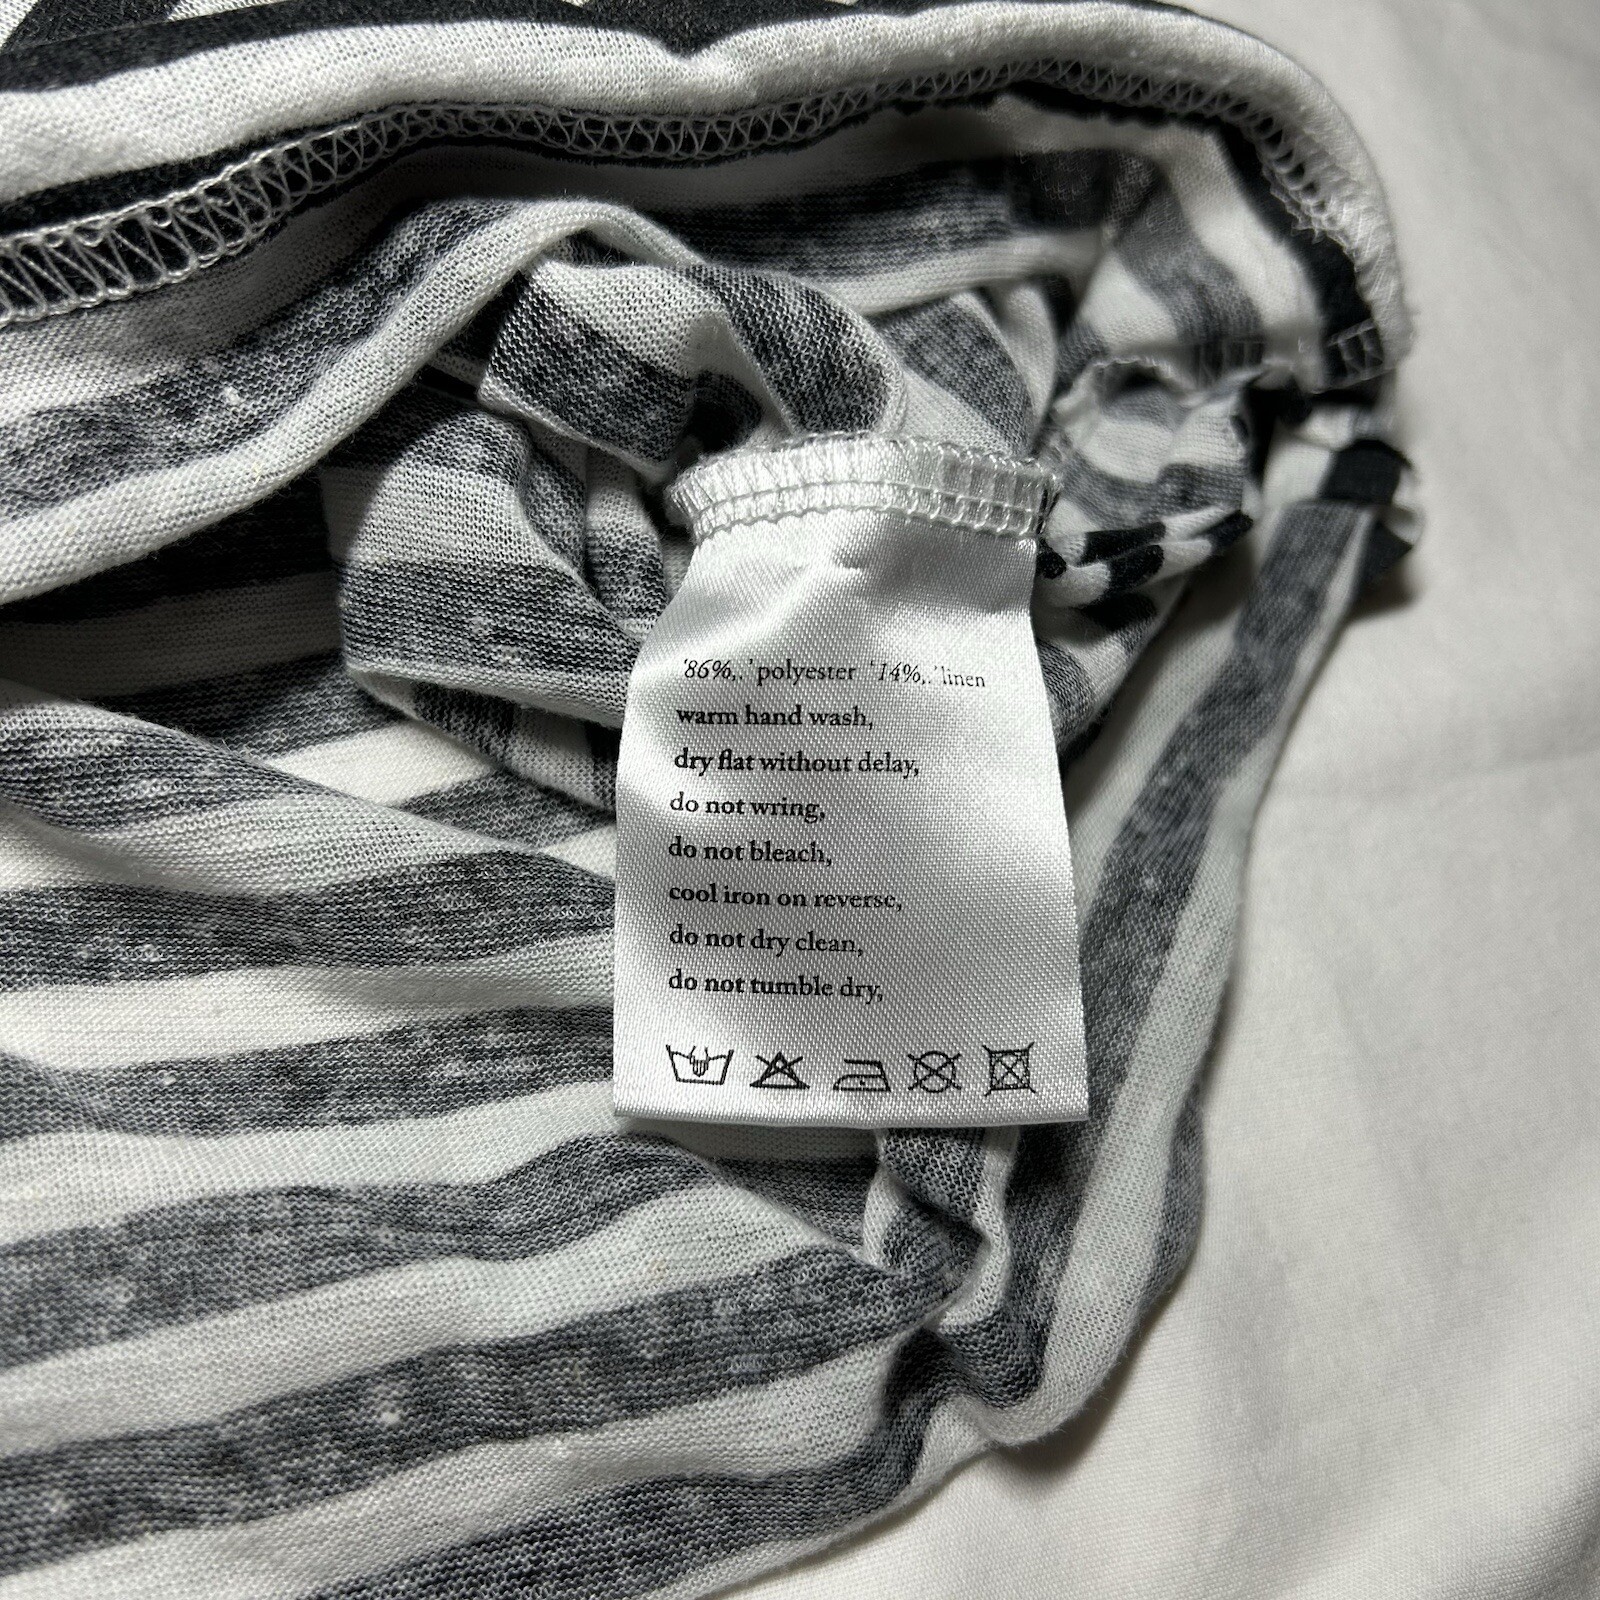 '86%,.'polyester '14%,.'linen
warm hand wash,
dry flat without delay,
do not wring,
do not bleach,
cool iron on reverse,
do not dry clean,
do not tumble dry,